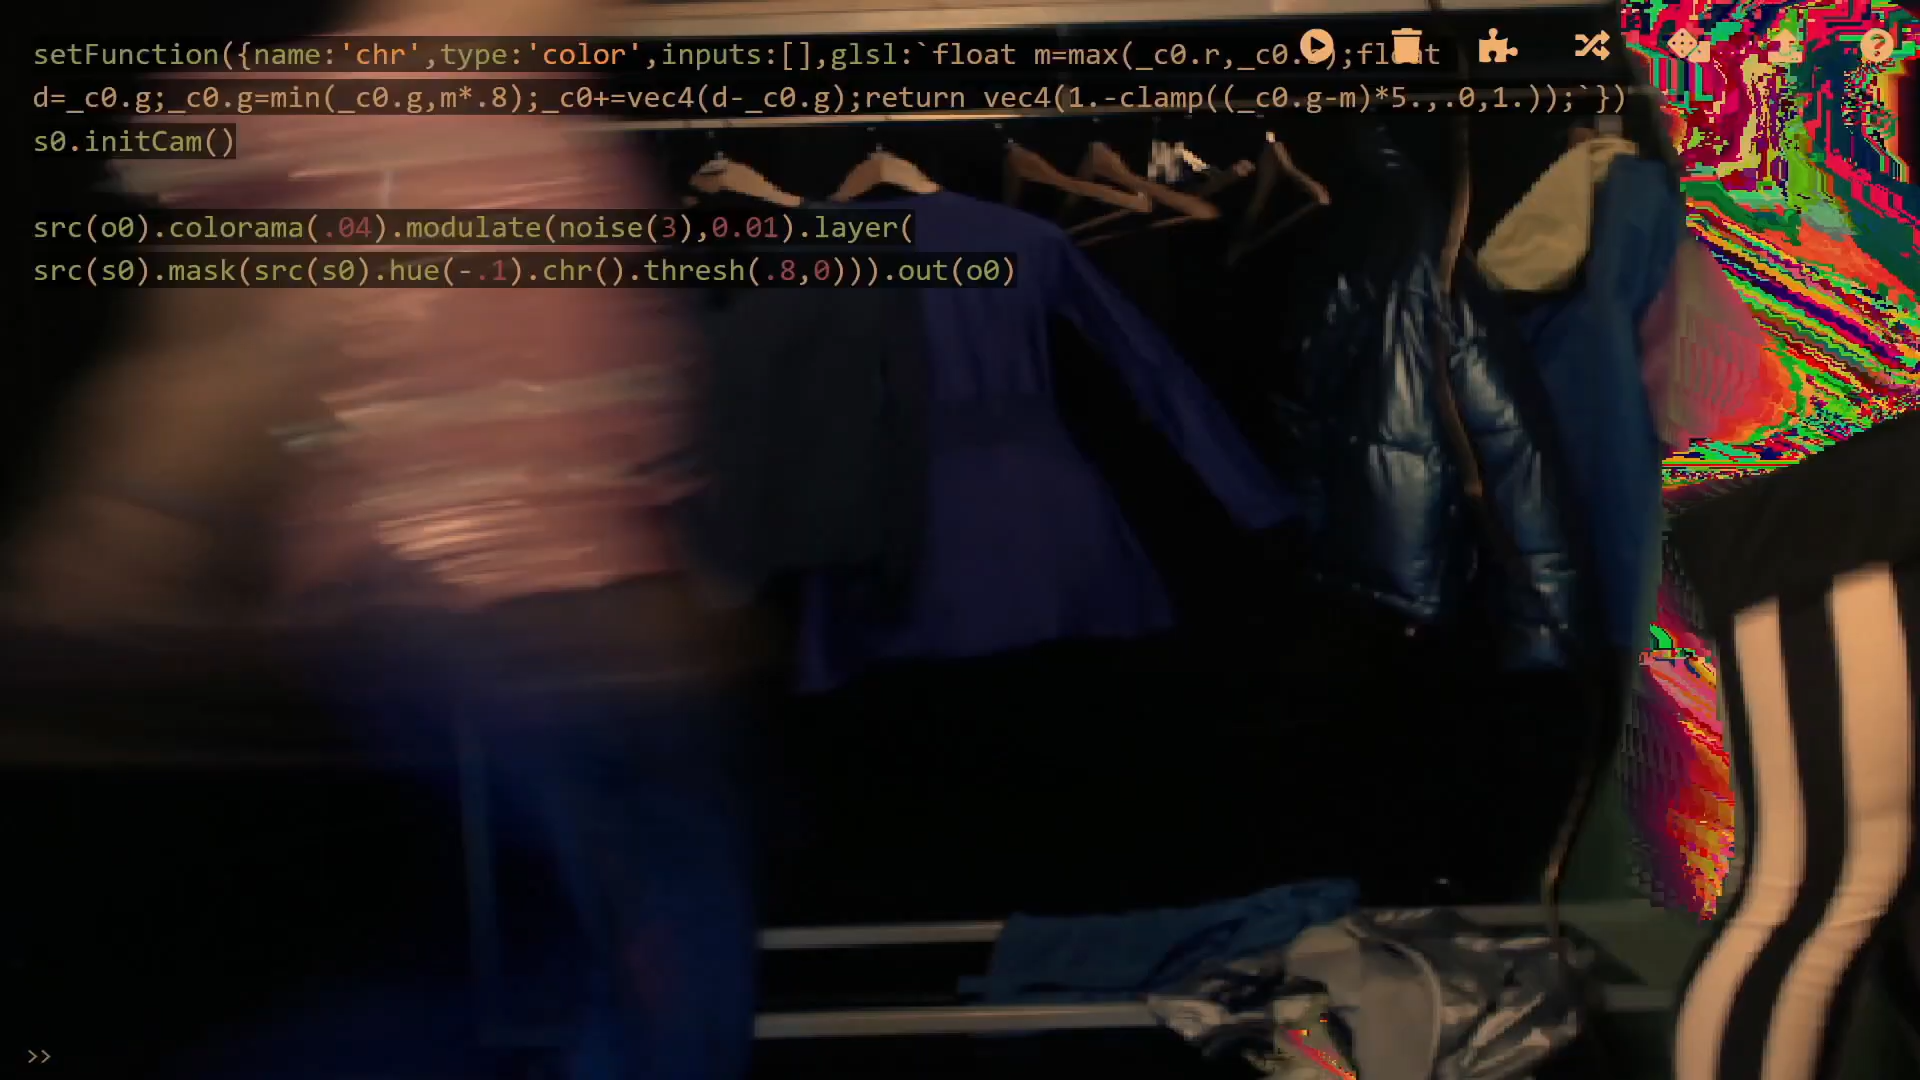 setFunction({name:'chr',type:'color',inputs:[],glsl:`float m=max(_c0.r,_c0. );float
d=_c0.g;_c0.g=min(_c0.g,m*.8);_c0+=vec4(d-_c0.g);return vec4(1.-clamp((_c0.g-m)*5.,.0,1.));`})
s0.initCam()
src(o0).colorama(.04).modulate(noise(3),0.01).layer(
src(s0).mask(src(s0).hue(-.1).chr().thresh(.8,0))).out(o0)
>>